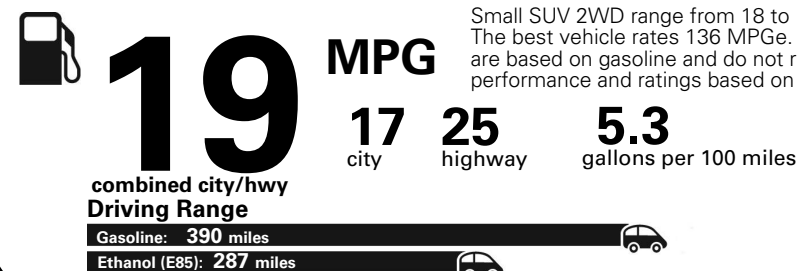 Small SUV 2WD range from 18 to
The best vehicle rates 136 MPGe.
are based on gasoline and do not
performance and ratings based on
19 MPG
17 city
25 highway
5.3 gallons per 100 miles
combined city/hwy
Driving Range
Gasoline: 390 miles
Ethanol (E85): 287 miles